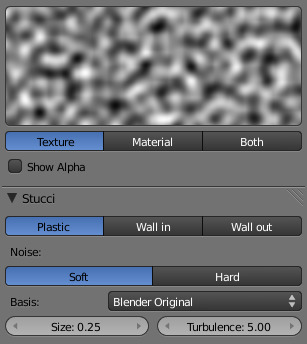 Texture Material Both
Show Alpha
Stucci
Plastic Wall in Wall out
Noise:
Soft Hard
Basis: Blender Original
Size: 0.25 Turbulence: 5.00